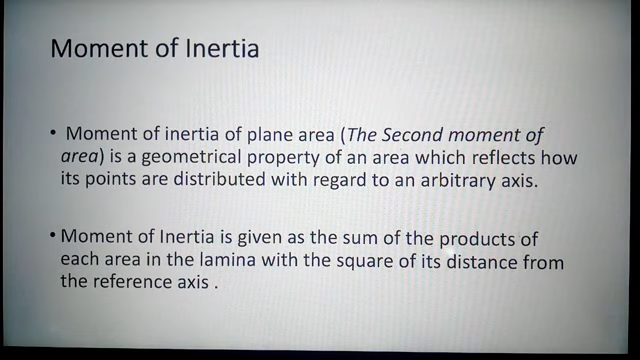 Moment of Inertia
• Moment of inertia of plane area (The Second moment of
area) is a geometrical property of an area which reflects how
its points are distributed with regard to an arbitrary axis.
• Moment of Inertia is given as the sum of the products of
each area in the lamina with the square of its distance from
the reference axis .